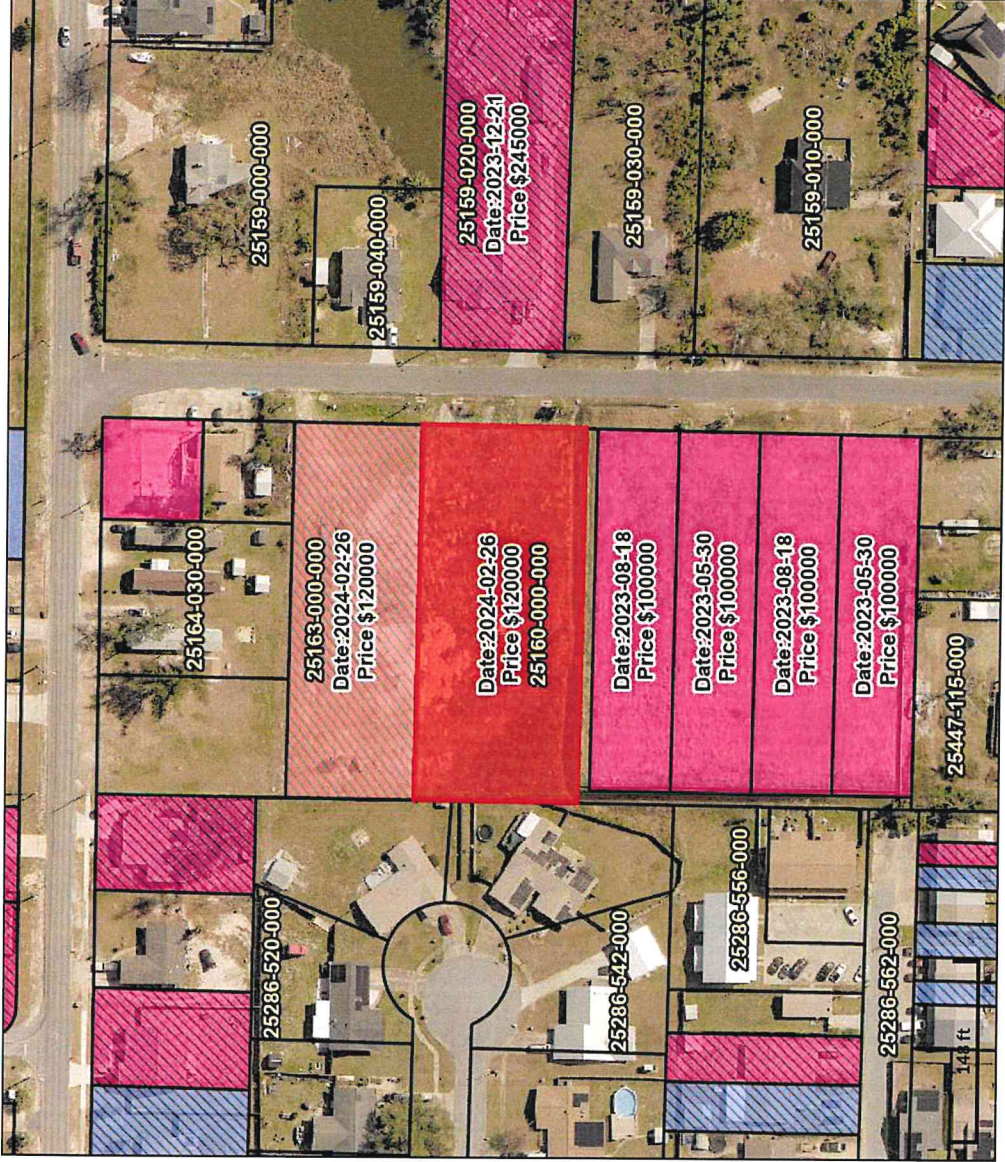 25164-030-000
25159-000-000
25286-520-000
25163-000-000
Date:2024-02-26
Price $120000
25159-040-000
25159-020-000
Date:2023-12-21
Price $245000
Date:2024-02-26
Price $120000
25160-000-000
25286-542-000
Date:2023-08-18
Price $1000000
25159-030-000
Date:2023-05-30
Price $1000000
25286-556-000
Date:2023-08-18
Price $1000000
25159-010-000
Date:2023-05-30
Price $1000000
25286-562-000
25447-115-000
148 ft